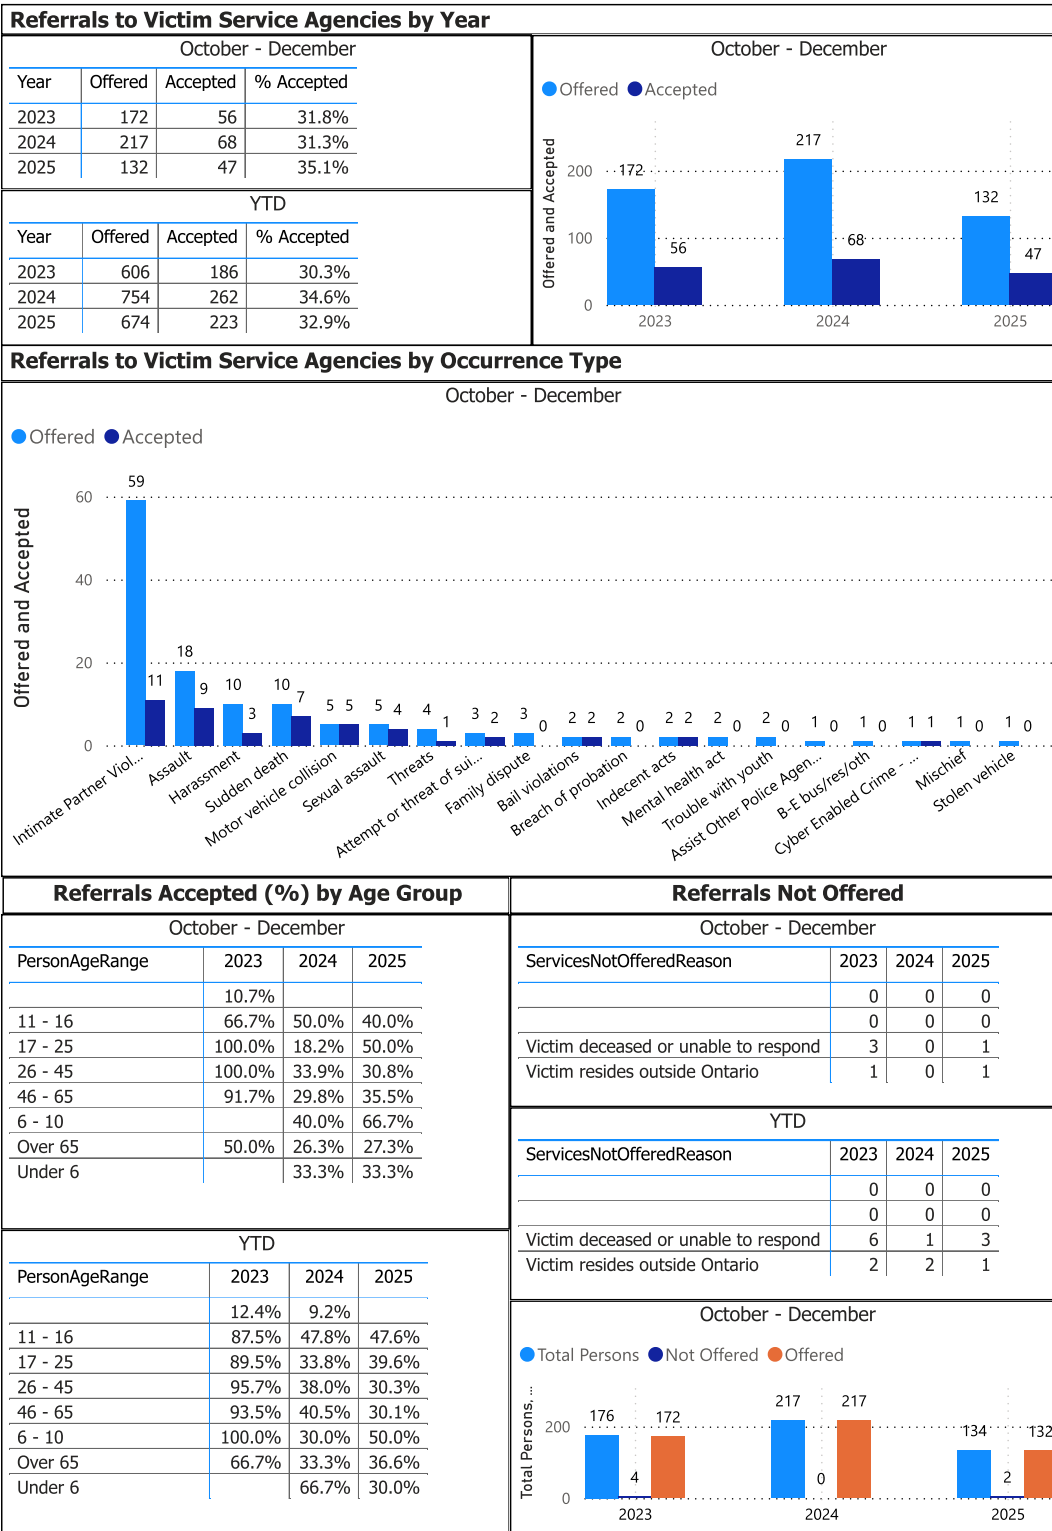 Referrals to Victim Service Agencies by Year
October - December
Year Offered Accepted % Accepted
2023 172 56 31.8%
2024 217 68 31.3%
2025 132 47 35.1%
YTD
Year Offered Accepted % Accepted
2023 606 186 30.3%
2024 754 262 34.6%
2025 674 223 32.9%
October - December
Offered Accepted
Offered and Accepted
200
100
0
172
56
217
68
132
47
2023 2024 2025
Referrals to Victim Service Agencies by Occurrence Type
October - December
Offered Accepted
Offered and Accepted
60
40
20
0
59 11 18 9 10 3 10 7 5 5 5 4 4 1 3 2 3 0 2 2 2 0 2 2 2 0 2 0 1 0 1 0 1 1 1 0 1 0
Intimate Partner Viol...
Assault
Harassment
Sudden death
Motor vehicle collision
Sexual assault
Threats
Attempt or threat of sui...
Family dispute
Bail violations
Breach of probation
Indecent acts
Mental health act
Trouble with youth
Assist Other Police Agen...
B-E bus/res/oth
Cyber Enabled Crime - ...
Mischief
Stolen vehicle
Referrals Accepted (%) by Age Group
October - December
PersonAgeRange 2023 2024 2025
10.7%
11 - 16 66.7% 50.0% 40.0%
17 - 25 100.0% 18.2% 50.0%
26 - 45 100.0% 33.9% 30.8%
46 - 65 91.7% 29.8% 35.5%
6 - 10 40.0% 66.7%
Over 65 50.0% 26.3% 27.3%
Under 6 33.3% 33.3%
YTD
PersonAgeRange 2023 2024 2025
12.4% 9.2%
11 - 16 87.5% 47.8% 47.6%
17 - 25 89.5% 33.8% 39.6%
26 - 45 95.7% 38.0% 30.3%
46 - 65 93.5% 40.5% 30.1%
6 - 10 100.0% 30.0% 50.0%
Over 65 66.7% 33.3% 36.6%
Under 6 66.7% 30.0%
Referrals Not Offered
October - December
ServicesNotOfferedReason 2023 2024 2025
0 0 0
0 0 0
Victim deceased or unable to respond 3 0 1
Victim resides outside Ontario 1 0 1
YTD
ServicesNotOfferedReason 2023 2024 2025
0 0 0
0 0 0
Victim deceased or unable to respond 6 1 3
Victim resides outside Ontario 2 2 1
October - December
Total Persons Not Offered Offered
Total Persons, ...
200
0
176 4 172
217 0 217
134 2 132
2023 2024 2025